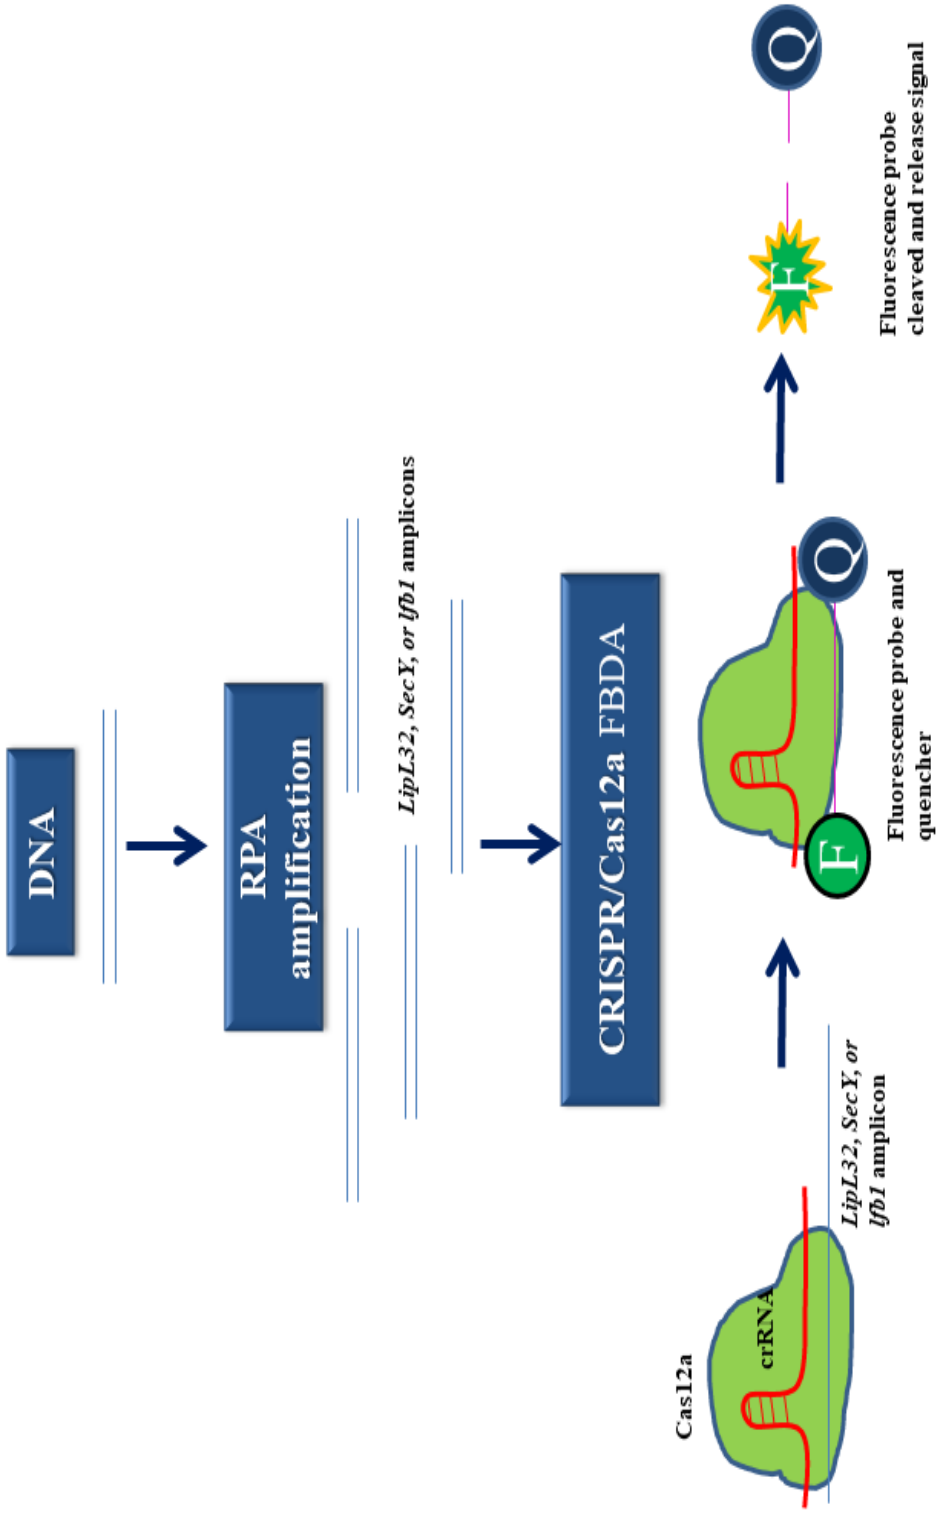 DNA
RPA
amplification
LipL32, SecY, or lfb1 amplicons
CRISPR/Cas12a FBDA
Cas12a
crRNA
LipL32, SecY, or
lfb1 amplicon
F
Q
Fluorescence probe and
quencher
F
Q
Fluorescence probe
cleaved and release signal